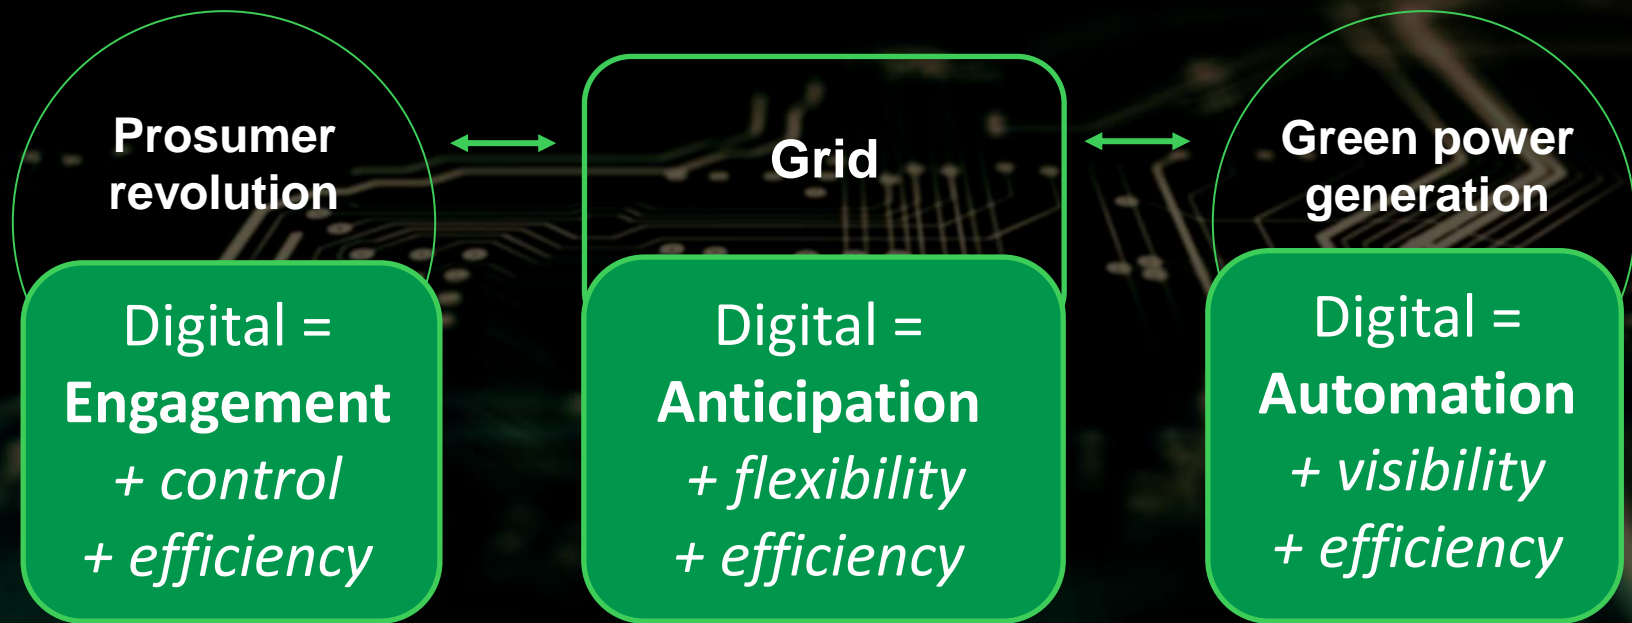 Prosumer
revolution
Digital =
Engagement
+ control
+ efficiency
Grid
Digital =
Anticipation
+ flexibility
+ efficiency
Green power
generation
Digital =
Automation
+ visibility
+ efficiency